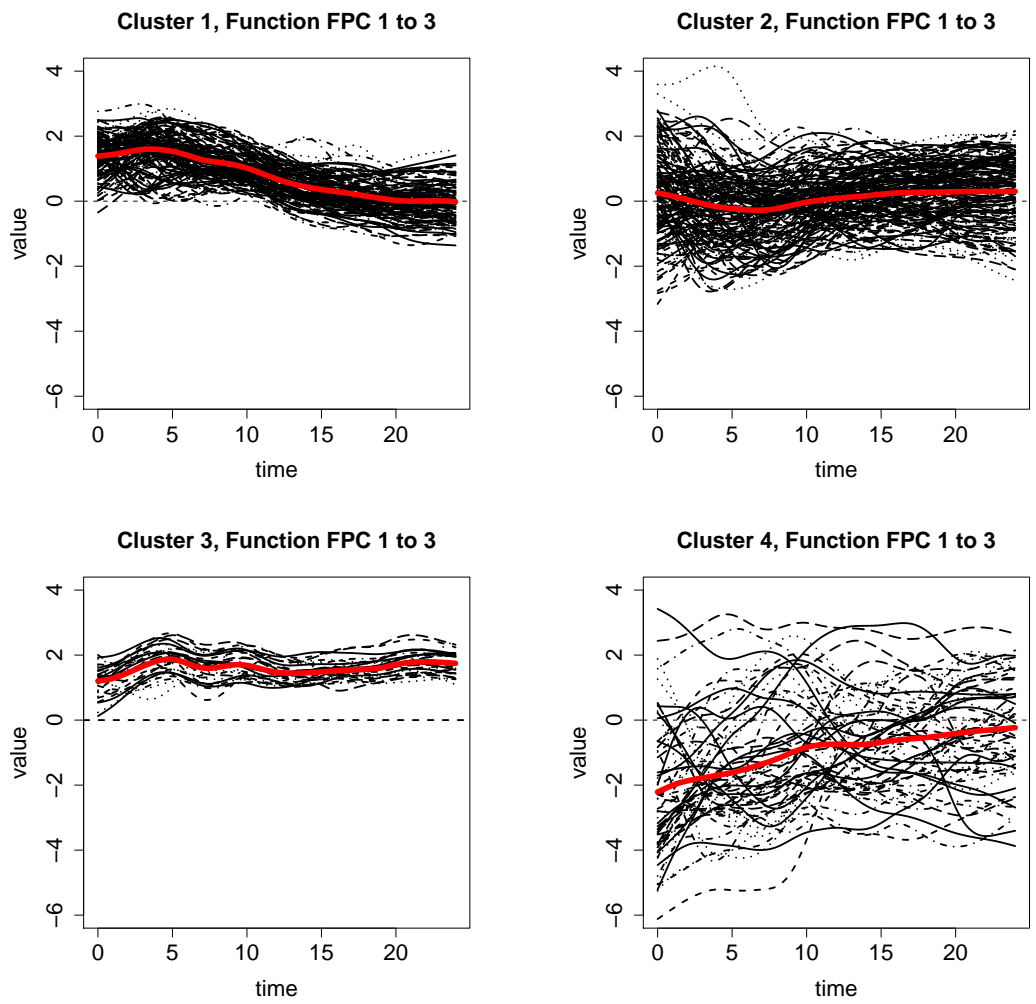 Cluster 1, Function FPC 1 to 3
4
2
0
−2
−4
−6
value
0 5 10 15 20
time
Cluster 2, Function FPC 1 to 3
4
2
0
−2
−4
−6
value
0 5 10 15 20
time
Cluster 3, Function FPC 1 to 3
4
2
0
−2
−4
−6
value
0 5 10 15 20
time
Cluster 4, Function FPC 1 to 3
4
2
0
−2
−4
−6
value
0 5 10 15 20
time